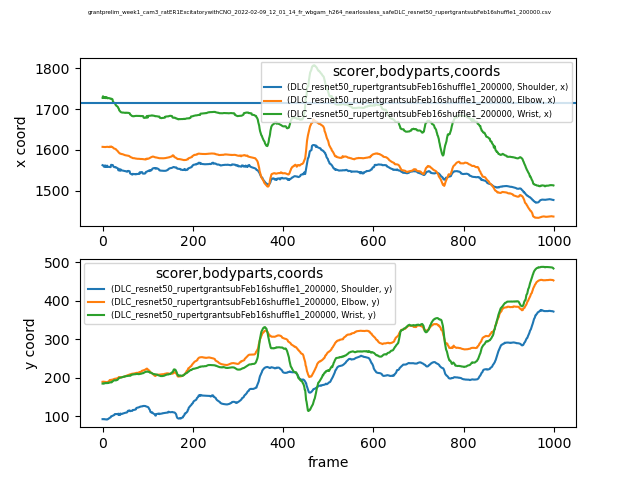 grantprelim_week1_cam3_ratER1ExcitatorywithCNO_2022-02-09_12_01_14_fr_wbgam_h264_nearlossless_safeDLC_resnet50_rupertgrantsubFeb16shuffle1_200000.csv
1800
1700
1600
1500
x coord
scorer,bodyparts,coords
(DLC_resnet50_rupertgrantsubFeb16shuffle1_200000, Shoulder, x)
(DLC_resnet50_rupertgrantsubFeb16shuffle1_200000, Elbow, x)
(DLC_resnet50_rupertgrantsubFeb16shuffle1_200000, Wrist, x)
0 200 400 600 800 1000
500
400
300
200
100
y coord
scorer,bodyparts,coords
(DLC_resnet50_rupertgrantsubFeb16shuffle1_200000, Shoulder, y)
(DLC_resnet50_rupertgrantsubFeb16shuffle1_200000, Elbow, y)
(DLC_resnet50_rupertgrantsubFeb16shuffle1_200000, Wrist, y)
0 200 400 600 800 1000
frame